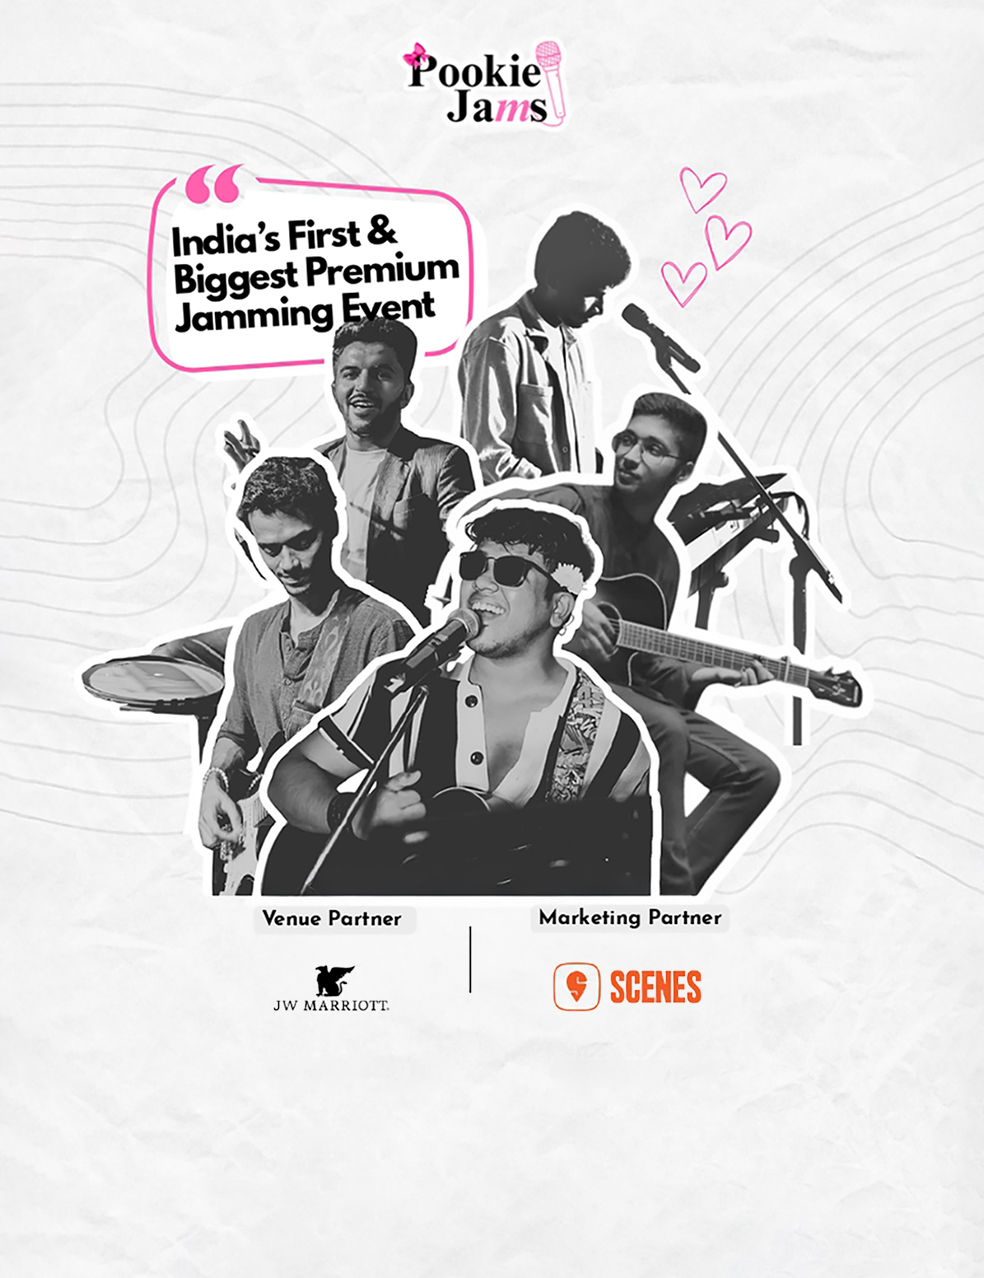 Pookie
Jams
India's First &
Biggest Premium
Jamming Event
Venue Partner
Marketing Partner
JW MARRIOTT
SCENES